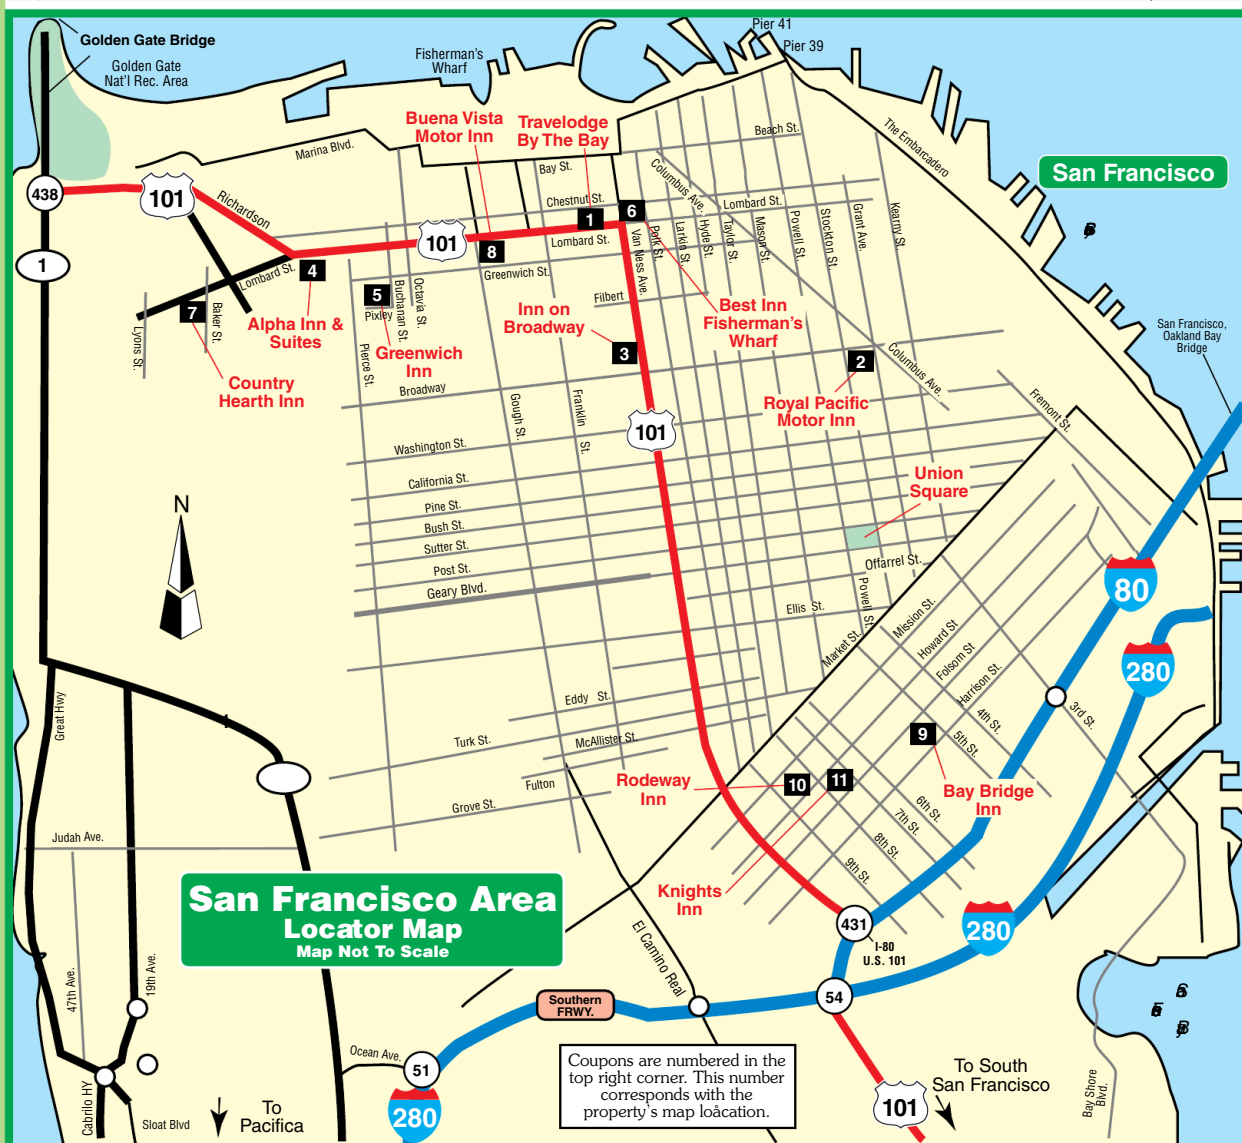 Golden Gate Bridge
Golden Gate
Nat'l Rec. Area
Fisherman's
Wharf
Pier 41
Pier 39
The Embarcadero
San Francisco
Buena Vista
Motor Inn
Travelodge
By The Bay
Marina Blvd.
Beach St.
Bay St.
Columbus Ave.
Chestnut St.
Lombard St.
438
101
Richardson
1
6
101
8
Lombard St.
Van Ness Ave.
Polk St.
Larkin St.
Hyde St.
Taylor St.
Mason St.
Powell St.
Stockton St.
Grant Ave.
Kearny St.
1
Lombard St.
4
Greenwich St.
5
Pixley
Buchanan St.
Octavia St.
Filbert
7
Baker St.
Lyons St.
Alpha Inn &
Suites
Inn on
Broadway
Best Inn
Fisherman's
Wharf
San Francisco,
Oakland Bay
Bridge
Pierce St.
Greenwich
Inn
3
2
Columbus Ave.
Country
Hearth Inn
Broadway
Gough St.
Franklin
St.
Royal Pacific
Motor Inn
Fremont St.
101
Washington St.
California St.
Union
Square
N
Pine St.
Bush St.
Sutter St.
Post St.
Geary Blvd.
Offarrel St.
Ellis St.
Powell St.
80
Market St.
Mission St.
Howard St
Folsom St
Harrison St.
280
Great Hwy
Eddy St.
Turk St.
McAllister St.
Fulton
Grove St.
4th St.
5th St.
3rd St.
9
Rodeway
Inn
10
11
Bay Bridge
Inn
6th St.
7th St.
8th St.
9th St.
Judah Ave.
San Francisco Area
Locator Map
Map Not To Scale
Knights
Inn
431
I-80
U.S. 101
280
El Camino Real
47th Ave.
19th Ave.
Southern
FRWY.
54
Ocean Ave.
51
280
Coupons are numbered in the
top right corner. This number
corresponds with the
property's map loåcation.
To South
San Francisco
101
Bay Shore
Blvd.
Cabrilo HY
Sloat Blvd
To
Pacifica